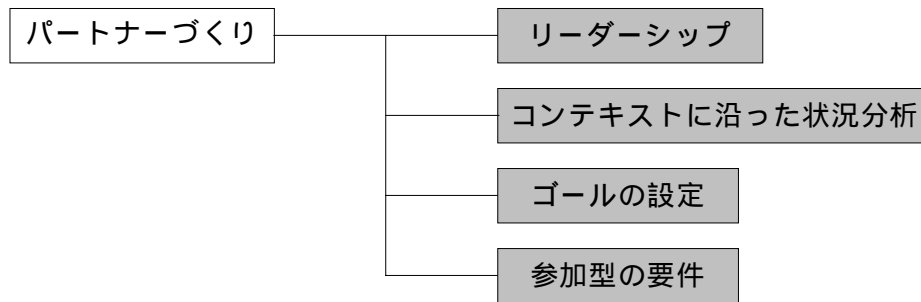 パートナーづくり
リーダーシップ
コンテキストに沿った状況分析
ゴールの設定
参加型の要件